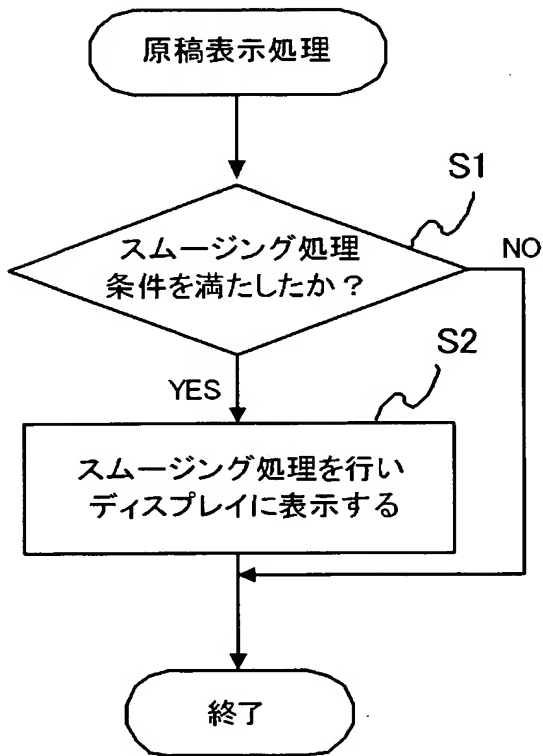 原稿表示処理
S1
スムージング処理
条件を満たしたか？
NO
YES
S2
スムージング処理を行い
ディスプレイに表示する
終了